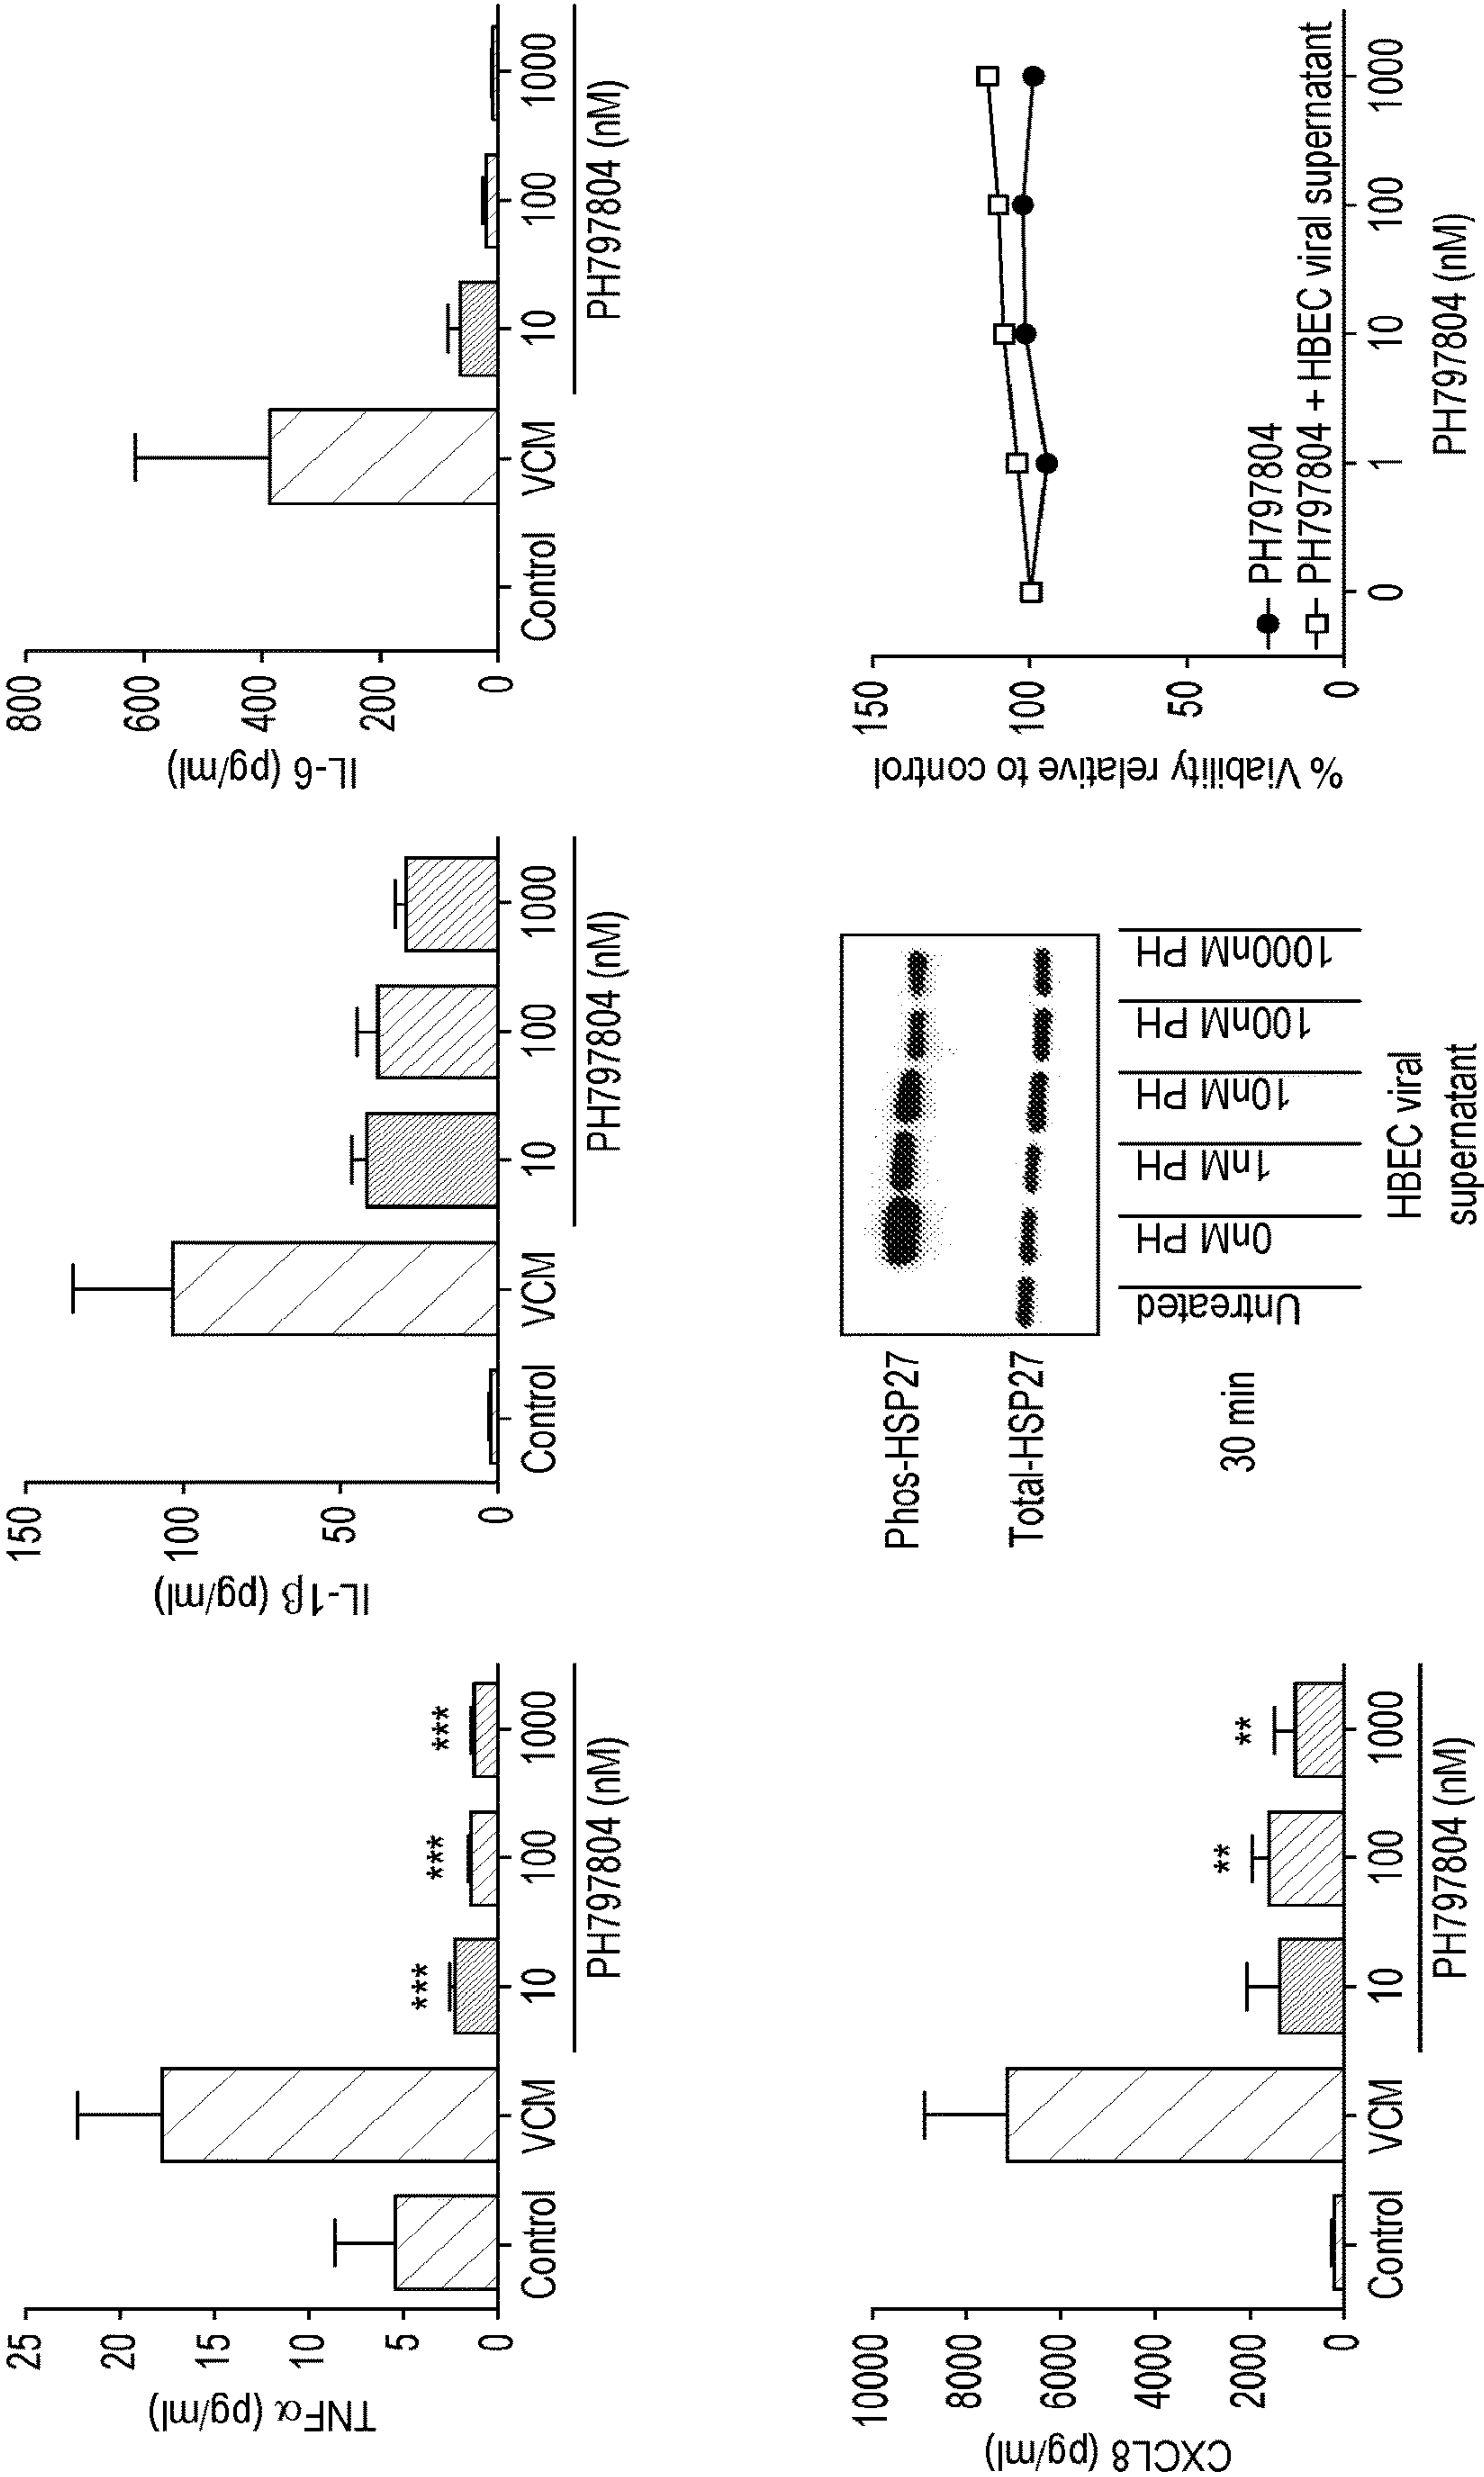 TNFα (pg/ml)
25
20
15
10
5
0
***
***
***
Control
VCM
10
100
1000
PH797804 (nM)
IL-1β (pg/ml)
150
100
50
0
Control
VCM
10
100
1000
PH797804 (nM)
IL-6 (pg/ml)
800
600
400
200
0
Control
VCM
10
100
1000
PH797804 (nM)
CXCL8 (pg/ml)
10000
8000
6000
4000
2000
0
**
**
Control
VCM
10
100
1000
PH797804 (nM)
Phos-HSP27
Total-HSP27
30 min
Untreated
0nM PH
1nM PH
10nM PH
100nM PH
1000nM PH
HBEC viral
supernatant
% Viability relative to control
150
100
50
0
PH797804
PH797804 + HBEC viral supernatant
0
1
10
100
1000
PH797804 (nM)